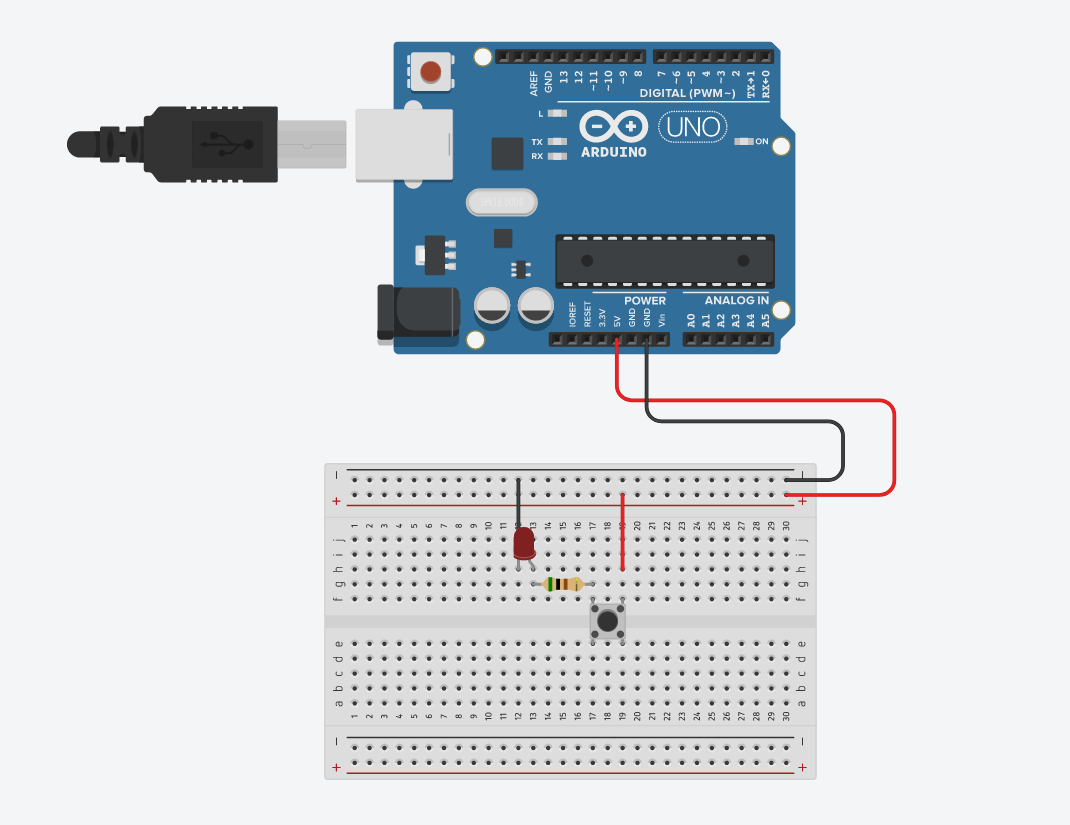 AREF
GND
13
12
~11
~10
~9
8
7
~6
~5
4
~3
2
TX→1
RX←0
DIGITAL (PWM~)
L
TX
RX
ARDUINO
UNO
ON
POWER
ANALOG IN
IOREF
RESET
3.3V
5V
GND
GND
Vin
A0
A1
A2
A3
A4
A5
− −
+ +
1 2 3 4 5 6 7 8 9 10 11 12 13 14 15 16 17 18 19 20 21 22 23 24 25 26 27 28 29 30
j j
i i
h h
g g
f f
e e
d d
c c
b b
a a
1 2 3 4 5 6 7 8 9 10 11 12 13 14 15 16 17 18 19 20 21 22 23 24 25 26 27 28 29 30
− −
+ +